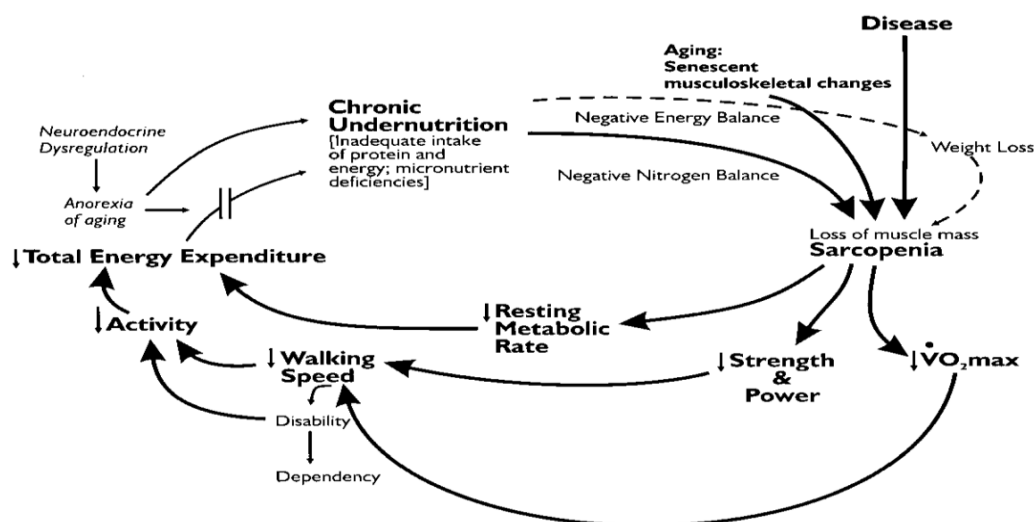 Disease
Aging:
Senescent
musculoskeletal changes
Chronic
Undernutrition
[Inadequate intake
of protein and
energy; micronutrient
deficiencies]
Neuroendocrine
Dysregulation
Negative Energy Balance
Weight Loss
Negative Nitrogen Balance
Anorexia
of aging
Loss of muscle mass
Sarcopenia
↓Total Energy Expenditure
↓Resting
Metabolic
Rate
↓Activity
↓Walking
Speed
↓Strength
&
Power
↓V̇O₂max
Disability
Dependency